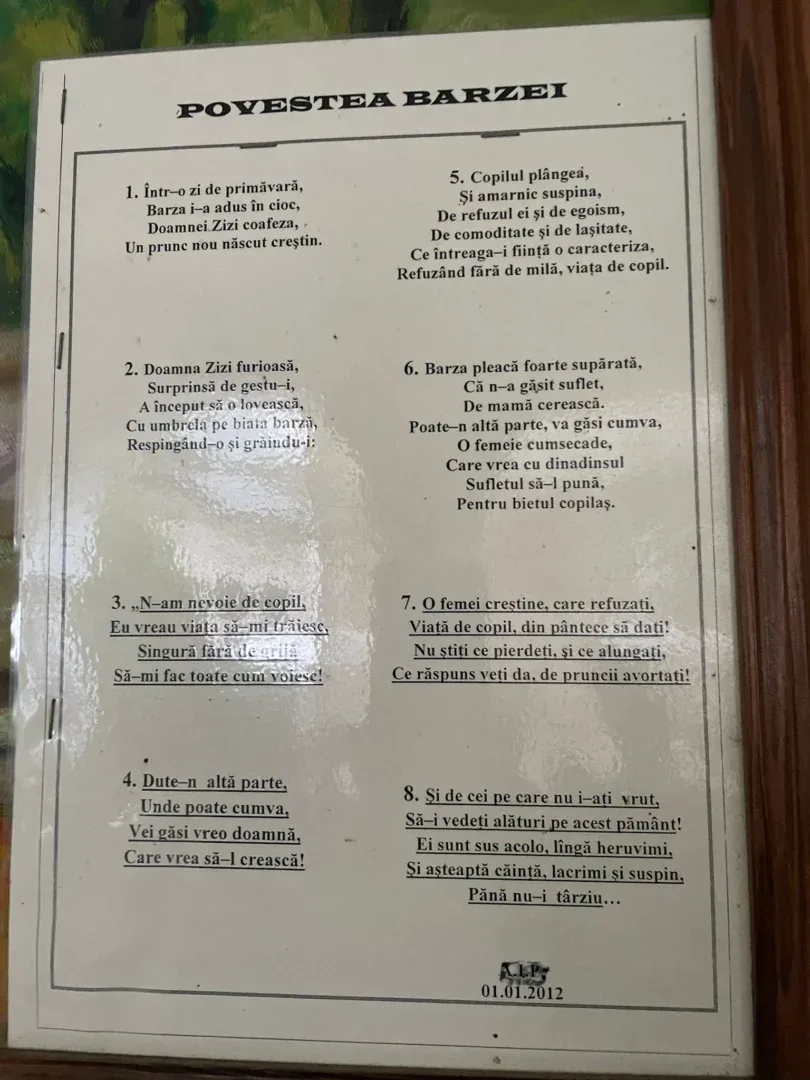 POVESTEA BARZEI
1. Într–o zi de primăvară,
Barza i–a adus în cioc,
Doamnei Zizi coafeza,
Un prunc nou născut creştin.
2. Doamna Zizi furioasă,
Surprinsă de gestu–i,
A început să o lovească,
Cu umbrela pe biata barză,
Respingând–o şi grăindu-i:
3. „N–am nevoie de copil,
Eu vreau viaţa să–mi trăiesc,
Singură fără de grijă
Să–mi fac toate cum voiesc!
4. Dute–n altă parte,
Unde poate cumva,
Vei găsi vreo doamnă,
Care vrea să–l crească!
5. Copilul plângea,
Şi amarnic suspina,
De refuzul ei şi de egoism,
De comoditate şi de laşitate,
Ce întreaga–i fiinţă o caracteriza,
Refuzând fără de milă, viaţa de copil.
6. Barza pleacă foarte supărată,
Că n–a găsit suflet,
De mamă cerească.
Poate–n altă parte, va găsi cumva,
O femeie cumsecade,
Care vrea cu dinadinsul
Sufletul să–l pună,
Pentru bietul copilaş.
7. O femei creştine, care refuzaţi,
Viaţă de copil, din pântece să daţi!
Nu ştiţi ce pierdeţi, şi ce alungaţi,
Ce răspuns veţi da, de pruncii avortaţi!
8. Şi de cei pe care nu i–aţi vrut,
Să–i vedeţi alături pe acest pământ!
Ei sunt sus acolo, lîngă heruvimi,
Şi aşteaptă căinţă, lacrimi şi suspin,
Până nu–i târziu...
A.I.P.
01.01.2012